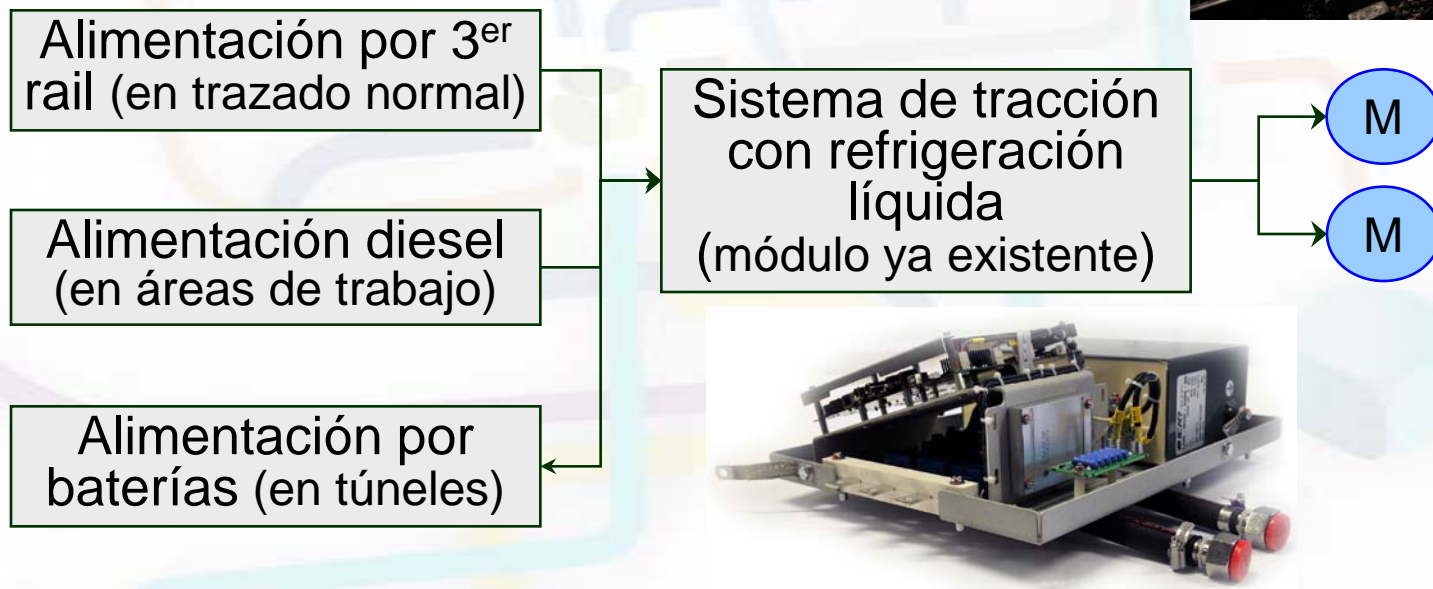 Alimentación por 3er
rail (en trazado normal)
Alimentación diesel
(en áreas de trabajo)
Alimentación por
baterías (en túneles)
Sistema de tracción
con refrigeración
líquida
(módulo ya existente)
M
M